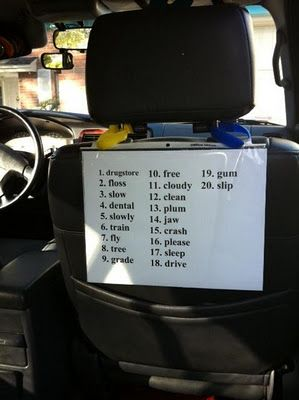 1. drugstore
2. floss
3. slow
4. dental
5. slowly
6. train
7. fly
8. tree
9. grade
10. free
11. cloudy
12. clean
13. plum
14. jaw
15. crash
16. please
17. sleep
18. drive
19. gum
20. slip